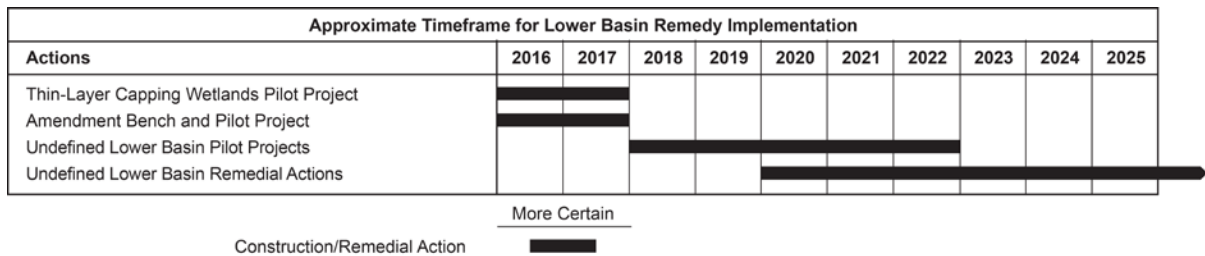 Approximate Timeframe for Lower Basin Remedy Implementation
Actions 2016 2017 2018 2019 2020 2021 2022 2023 2024 2025
Thin-Layer Capping Wetlands Pilot Project
Amendment Bench and Pilot Project
Undefined Lower Basin Pilot Projects
Undefined Lower Basin Remedial Actions
More Certain
Construction/Remedial Action